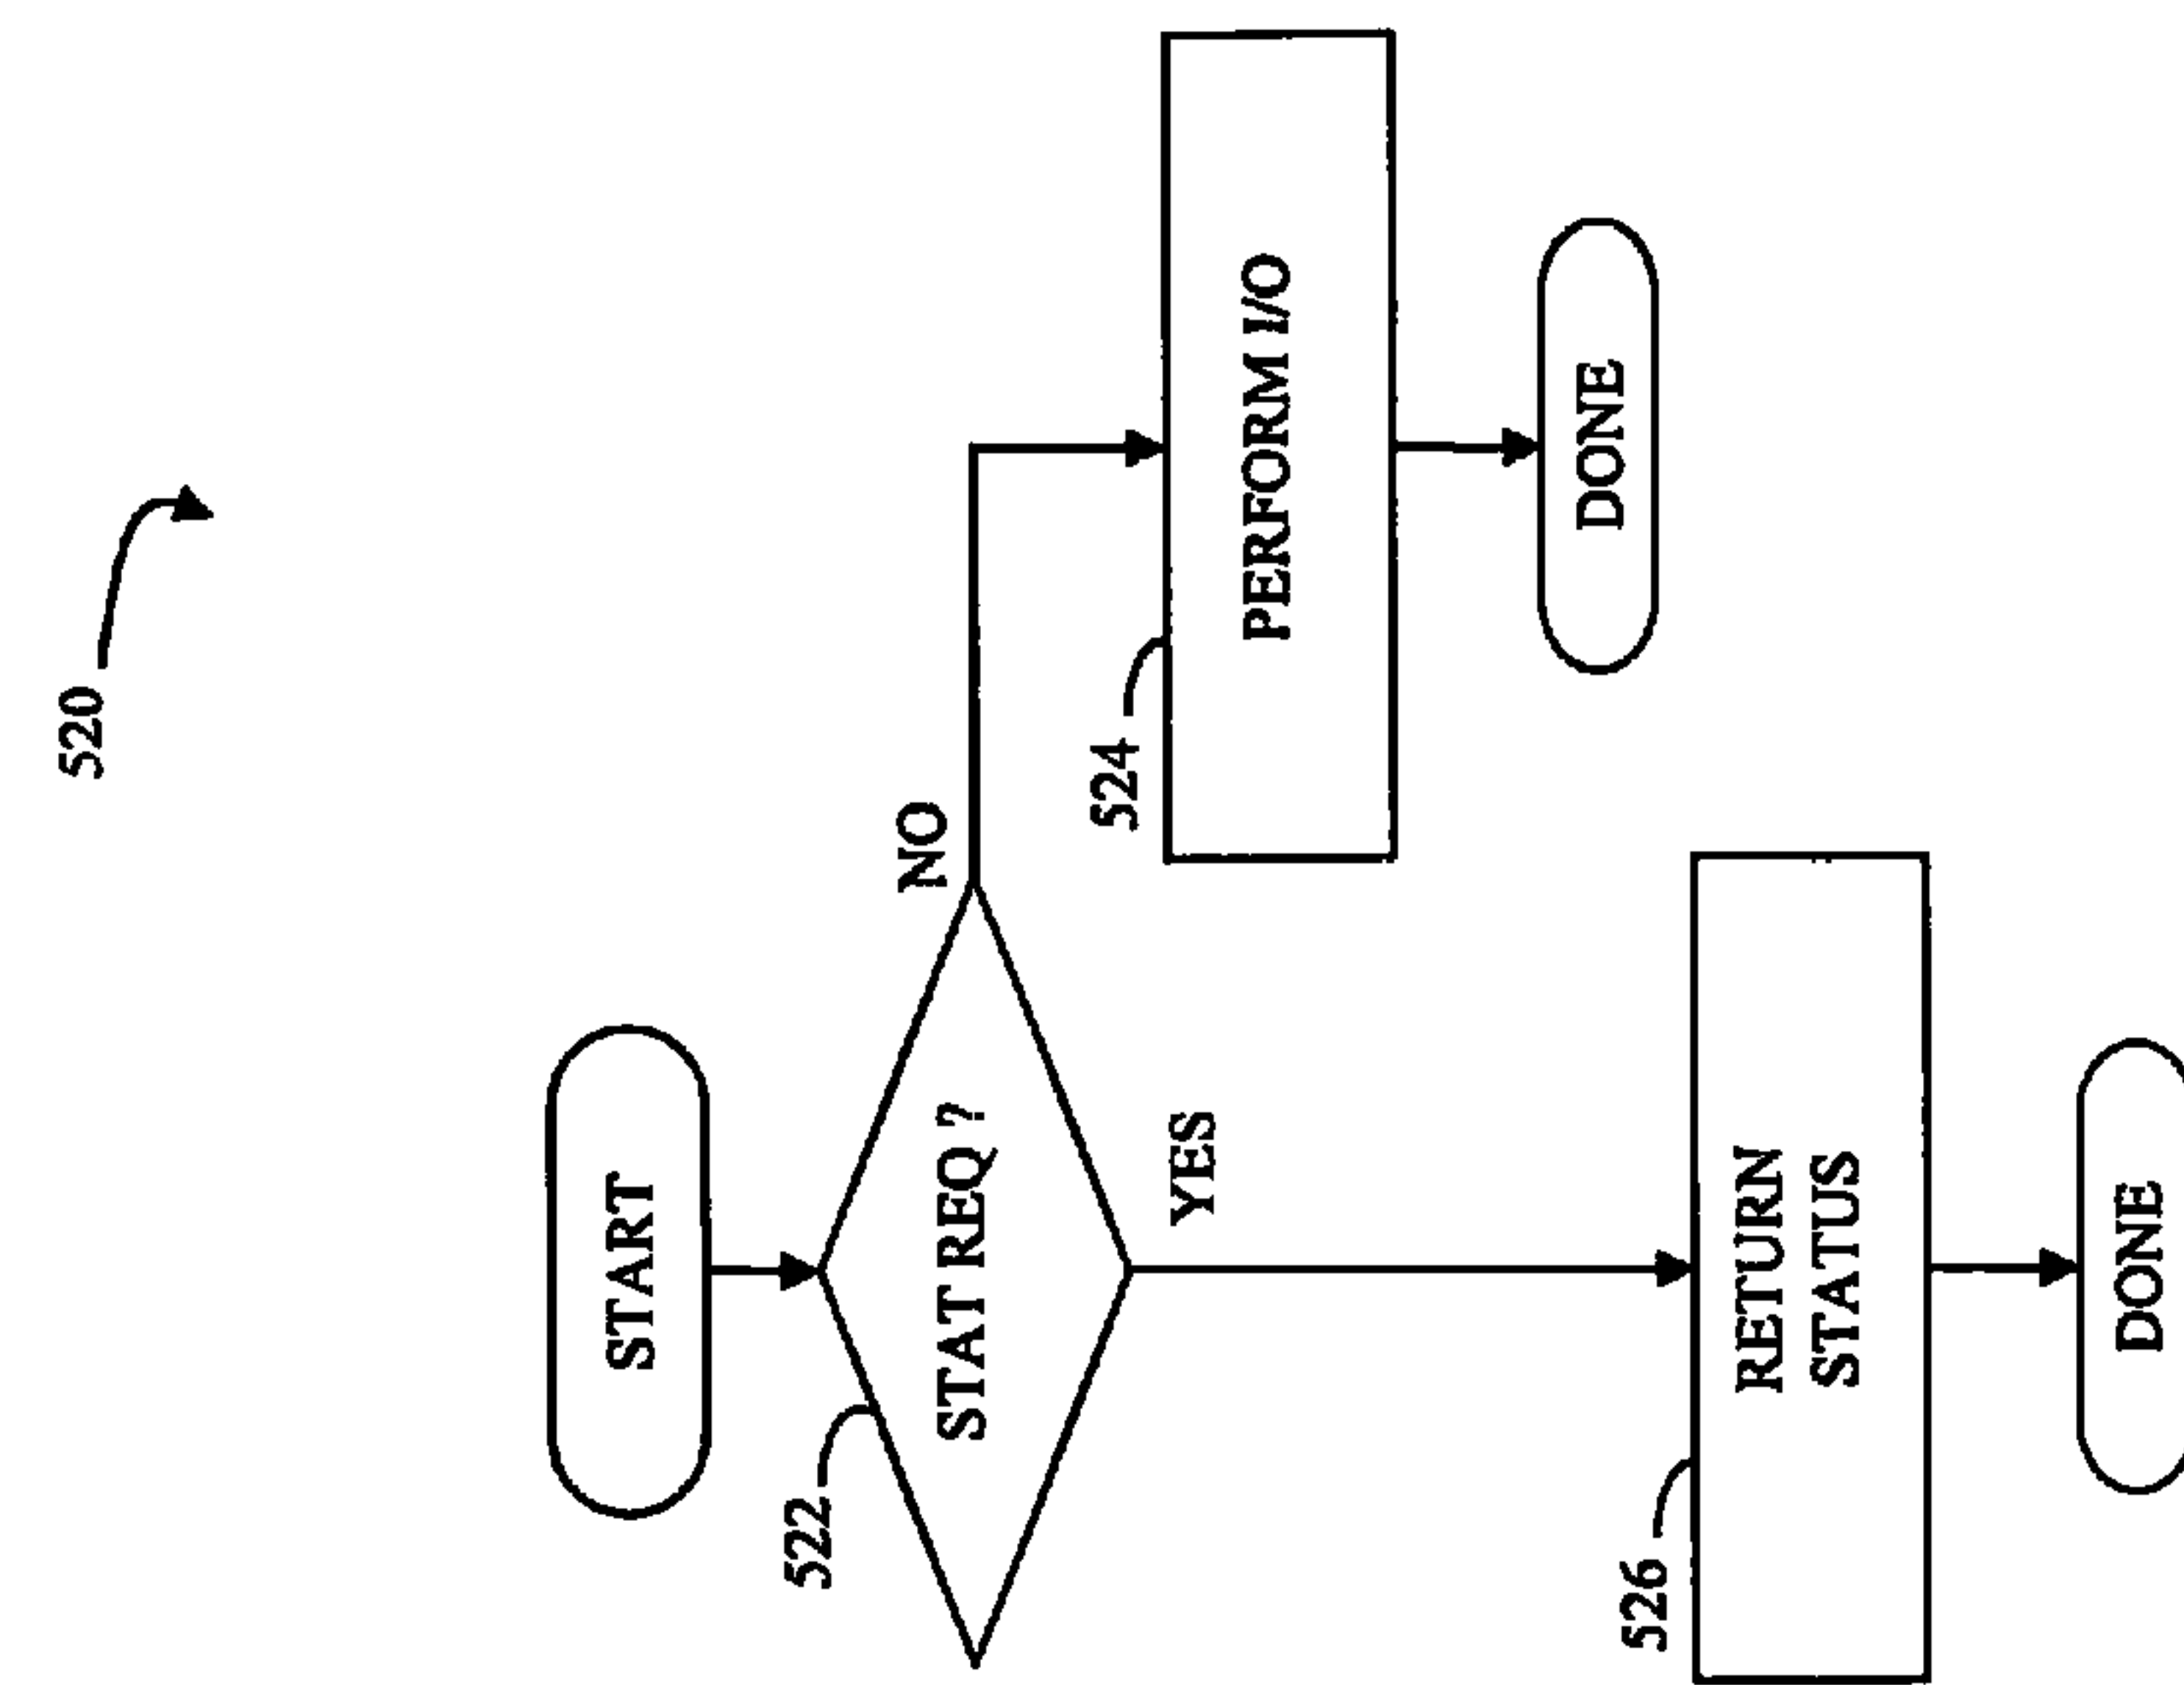 520
START
522
STAT REQ ?
NO
YES
524
PERFORM I/O
DONE
526
RETURN
STATUS
DONE